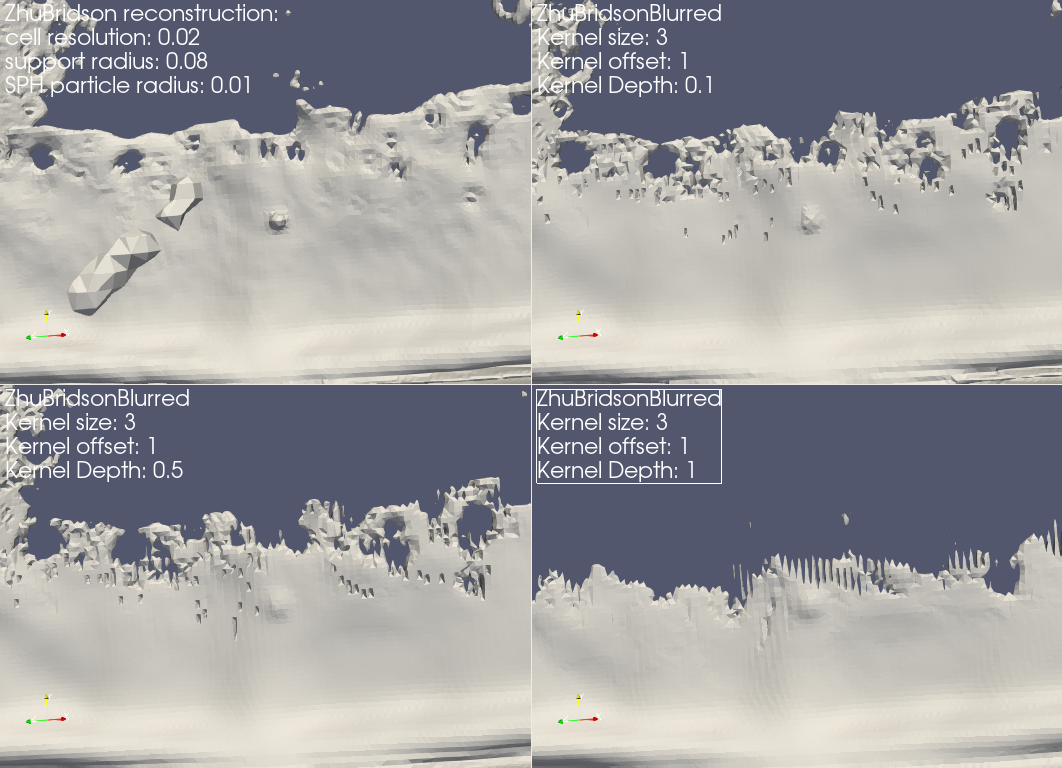 ZhuBridson reconstruction:
cell resolution: 0.02
support radius: 0.08
SPH particle radius: 0.01
ZhuBridsonBlurred
Kernel size: 3
Kernel offset: 1
Kernel Depth: 0.1
ZhuBridsonBlurred
Kernel size: 3
Kernel offset: 1
Kernel Depth: 0.5
ZhuBridsonBlurred
Kernel size: 3
Kernel offset: 1
Kernel Depth: 1